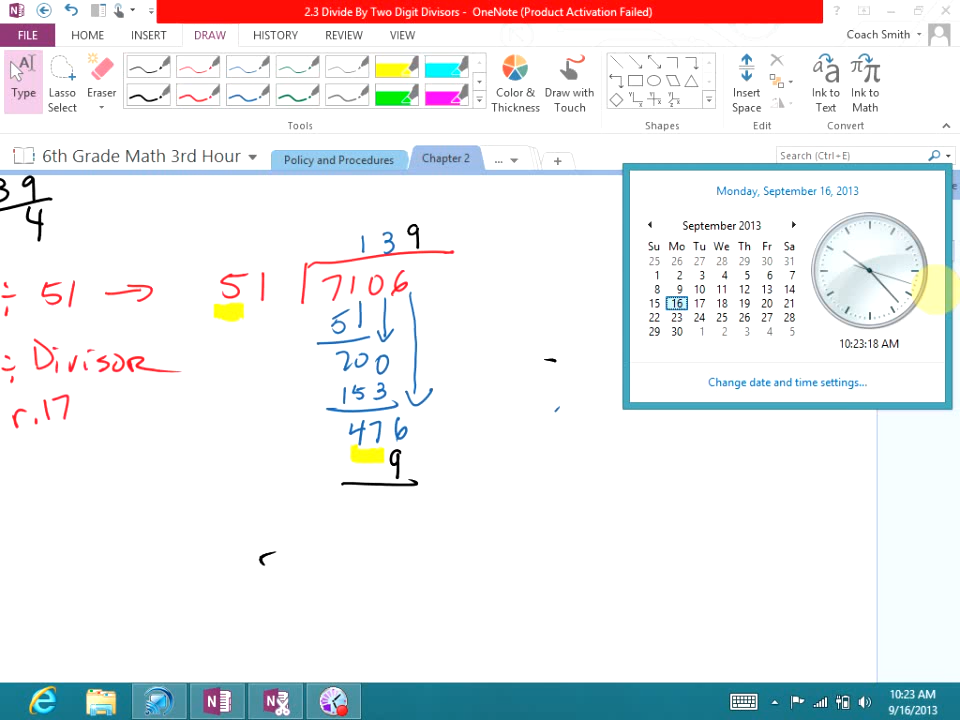 2.3 Divide By Two Digit Divisors - OneNote (Product Activation Failed)
FILE HOME INSERT DRAW HISTORY REVIEW VIEW Coach Smith
Type Lasso Select Eraser Color & Thickness Draw with Touch Insert Space Ink to Text Ink to Math
Tools Shapes Edit Convert
6th Grade Math 3rd Hour Policy and Procedures Chapter 2 ... + Search (Ctrl+E)
39
4
139
÷ 51 → 51 7106
51
÷ Divisor 200
153
r.17
476
9
Monday, September 16, 2013
September 2013
Su Mo Tu We Th Fr Sa
25 26 27 28 29 30 31
1 2 3 4 5 6 7
8 9 10 11 12 13 14
15 16 17 18 19 20 21
22 23 24 25 26 27 28
29 30 1 2 3 4 5
10:23:18 AM
Change date and time settings...
10:23 AM
9/16/2013